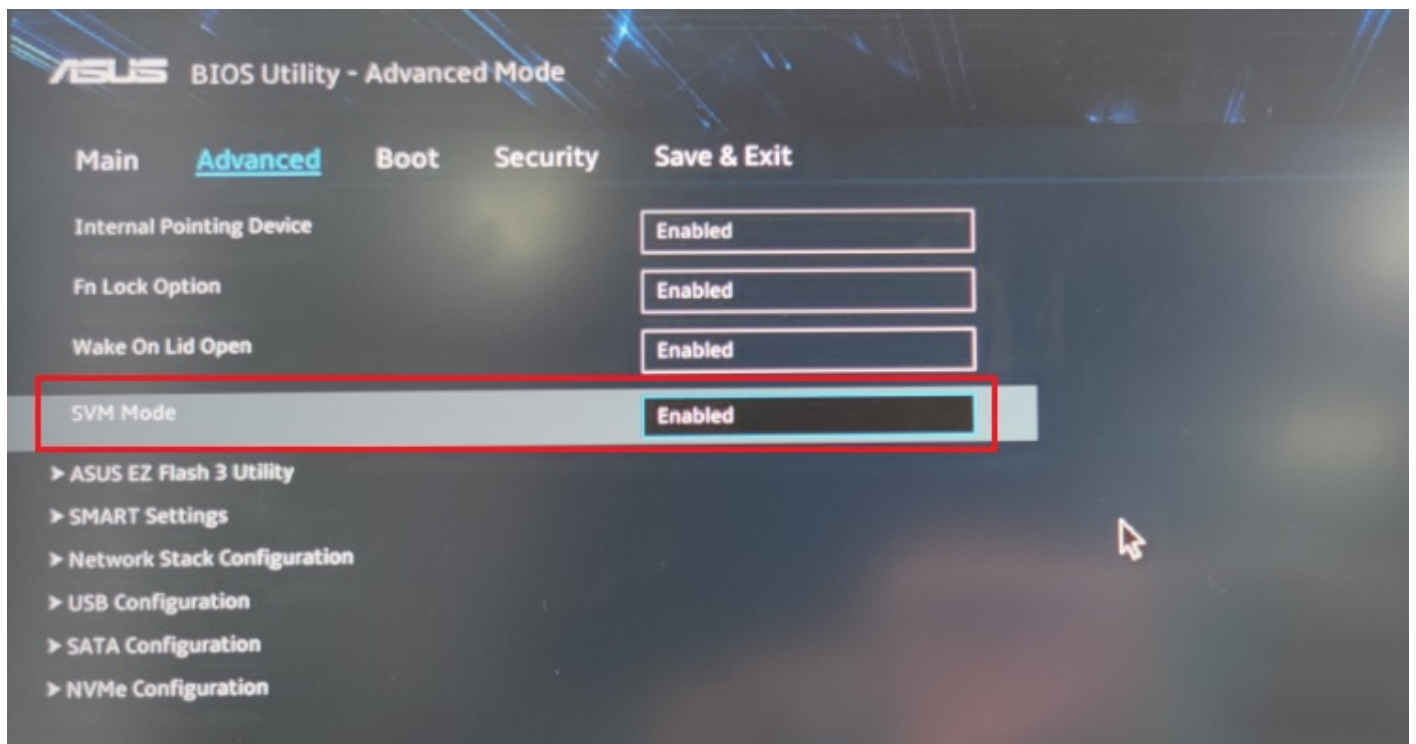 ASUS BIOS Utility - Advanced Mode
Main Advanced Boot Security Save & Exit
Internal Pointing Device Enabled
Fn Lock Option Enabled
Wake On Lid Open Enabled
SVM Mode Enabled
> ASUS EZ Flash 3 Utility
> SMART Settings
> Network Stack Configuration
> USB Configuration
> SATA Configuration
> NVMe Configuration